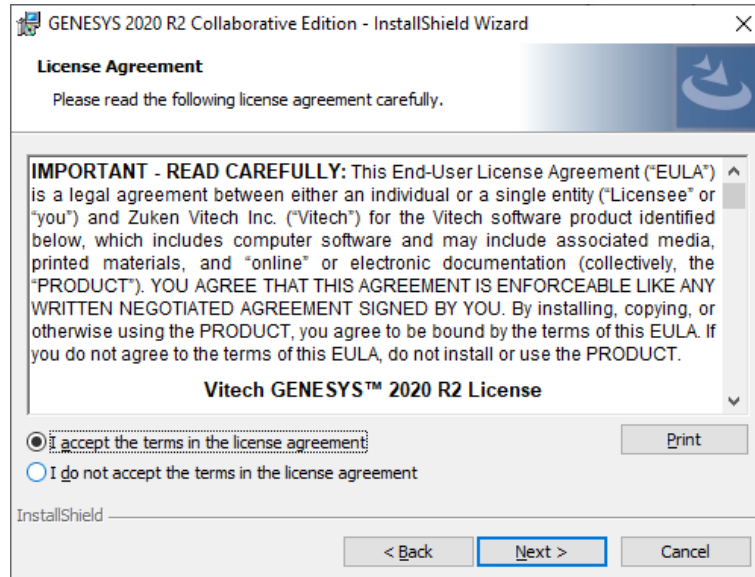 GENESYS 2020 R2 Collaborative Edition - InstallShield Wizard
License Agreement
Please read the following license agreement carefully.
IMPORTANT - READ CAREFULLY: This End-User License Agreement (“EULA”)
is a legal agreement between either an individual or a single entity (“Licensee” or
“you”) and Zuken Vitech Inc. (“Vitech”) for the Vitech software product identified
below, which includes computer software and may include associated media,
printed materials, and “online” or electronic documentation (collectively, the
“PRODUCT”). YOU AGREE THAT THIS AGREEMENT IS ENFORCEABLE LIKE ANY
WRITTEN NEGOTIATED AGREEMENT SIGNED BY YOU. By installing, copying, or
otherwise using the PRODUCT, you agree to be bound by the terms of this EULA. If
you do not agree to the terms of this EULA, do not install or use the PRODUCT.
Vitech GENESYS™ 2020 R2 License
I accept the terms in the license agreement
Print
I do not accept the terms in the license agreement
InstallShield
< Back
Next >
Cancel